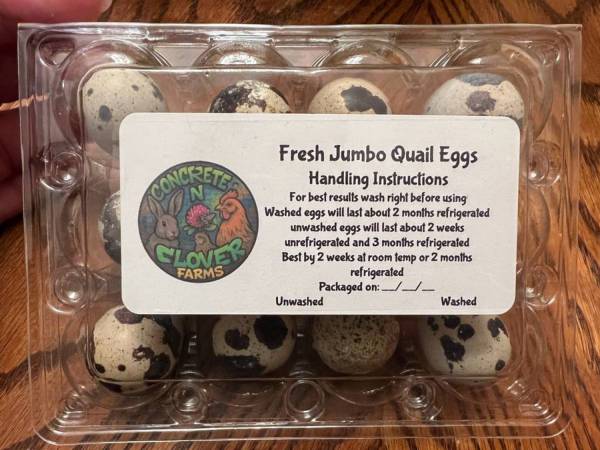 CONCRETE
N
CLOVER
FARMS
Fresh Jumbo Quail Eggs
Handling Instructions
For best results wash right before using
Washed eggs will last about 2 months refrigerated
unwashed eggs will last about 2 weeks
unrefrigerated and 3 months refrigerated
Best by 2 weeks at room temp or 2 months
refrigerated
Packaged on: __/__/__
Unwashed Washed